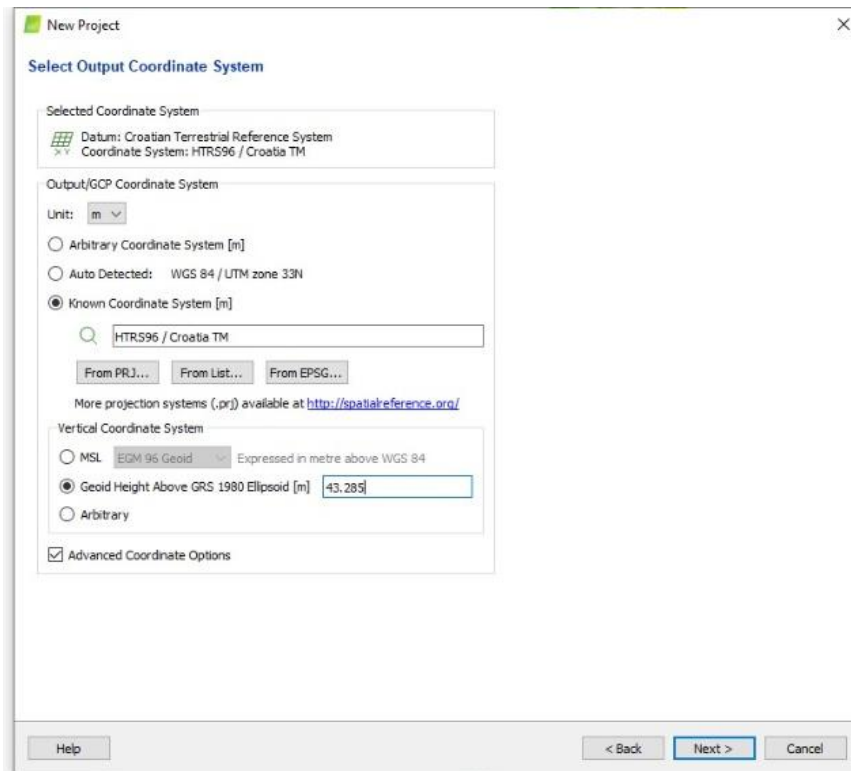 New Project
Select Output Coordinate System
Selected Coordinate System
Datum: Croatian Terrestrial Reference System
Coordinate System: HTRS96 / Croatia TM
Output/GCP Coordinate System
Unit: m
Arbitrary Coordinate System [m]
Auto Detected: WGS 84 / UTM zone 33N
Known Coordinate System [m]
HTRS96 / Croatia TM
From PRJ... From List... From EPSG...
More projection systems (.prj) available at http://spatialreference.org/
Vertical Coordinate System
MSL EGM 96 Geoid Expressed in metre above WGS 84
Geoid Height Above GRS 1980 Ellipsoid [m] 43.285
Arbitrary
Advanced Coordinate Options
Help < Back Next > Cancel